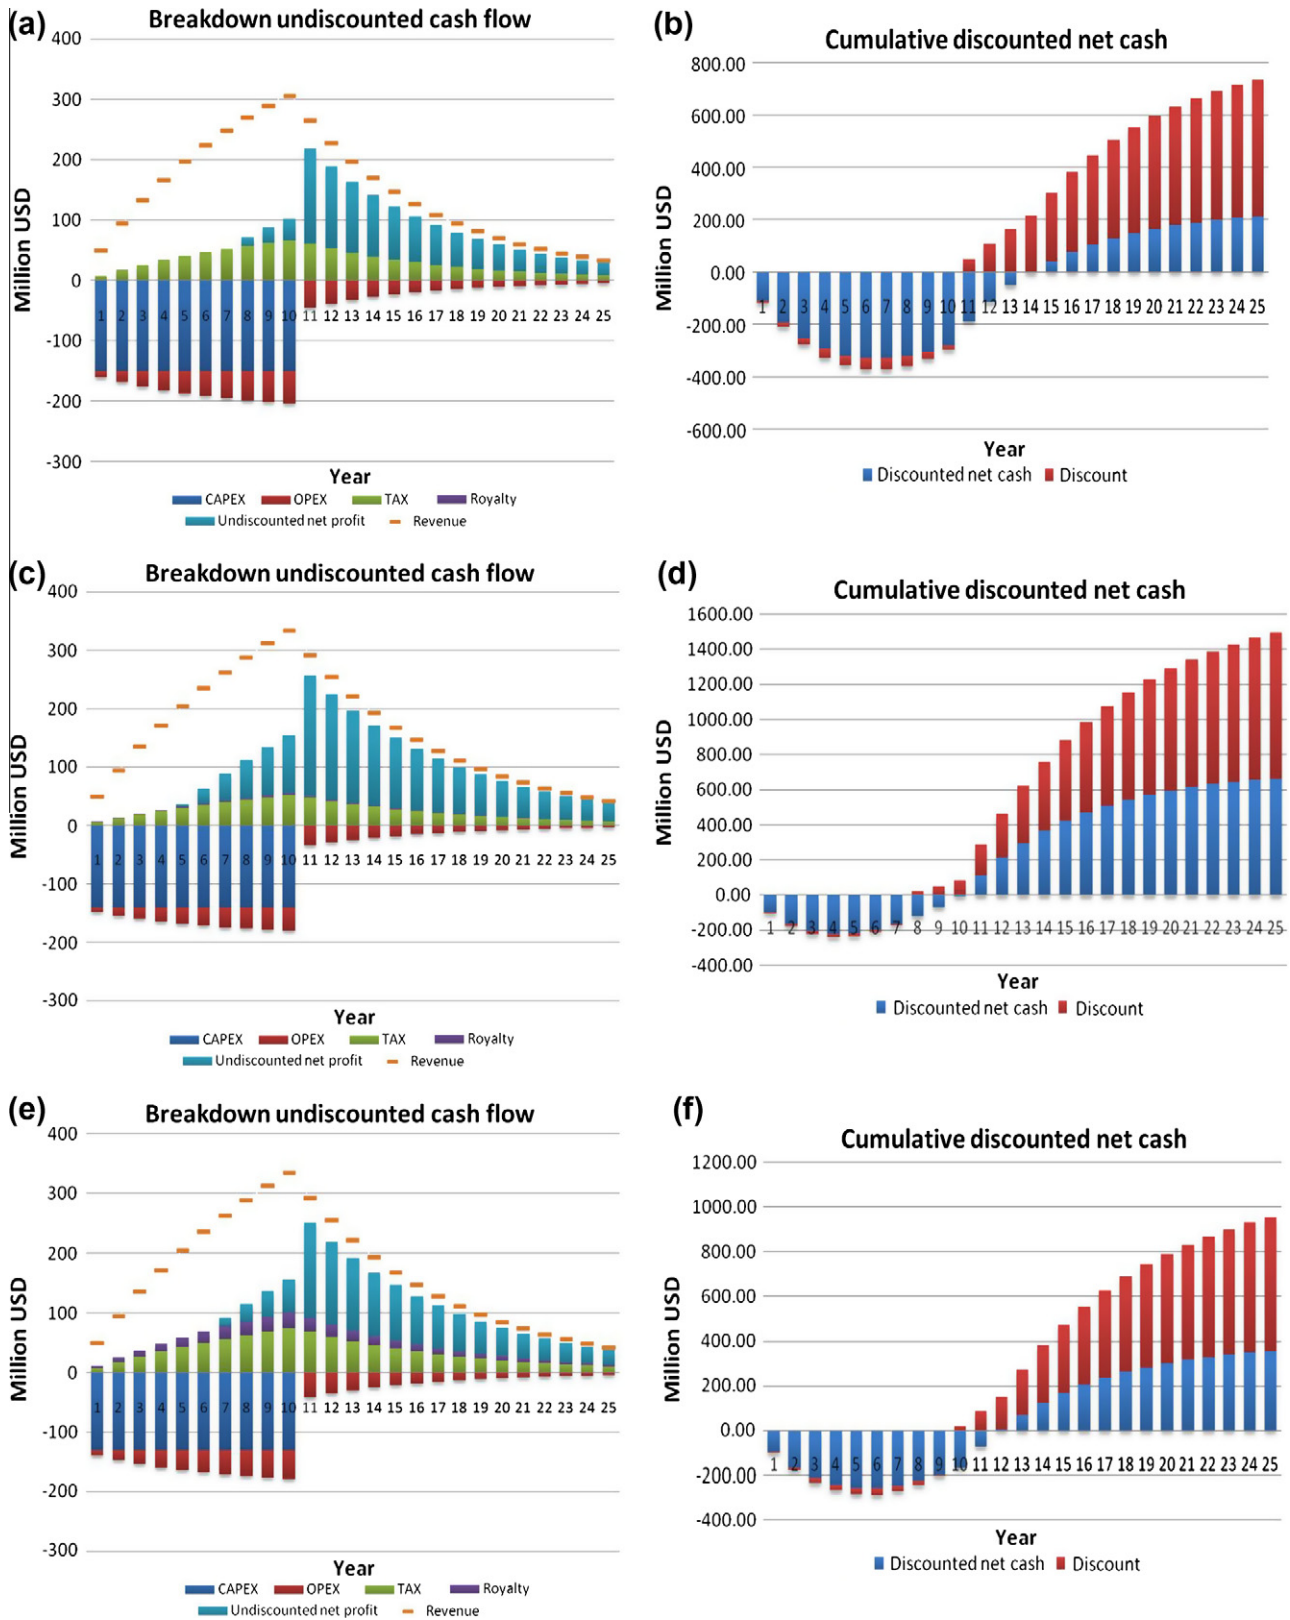 (a)
Breakdown undiscounted cash flow
400
300
200
100
0
-100
-200
-300
Million USD
1 2 3 4 5 6 7 8 9 10 11 12 13 14 15 16 17 18 19 20 21 22 23 24 25
Year
CAPEX OPEX TAX Royalty
Undiscounted net profit Revenue
(b)
Cumulative discounted net cash
800.00
600.00
400.00
200.00
0.00
-200.00
-400.00
-600.00
Million USD
1 2 3 4 5 6 7 8 9 10 11 12 13 14 15 16 17 18 19 20 21 22 23 24 25
Year
Discounted net cash Discount
(c)
Breakdown undiscounted cash flow
400
300
200
100
0
-100
-200
-300
Million USD
1 2 3 4 5 6 7 8 9 10 11 12 13 14 15 16 17 18 19 20 21 22 23 24 25
Year
CAPEX OPEX TAX Royalty
Undiscounted net profit Revenue
(d)
Cumulative discounted net cash
1600.00
1400.00
1200.00
1000.00
800.00
600.00
400.00
200.00
0.00
-200.00
-400.00
Million USD
1 2 3 4 5 6 7 8 9 10 11 12 13 14 15 16 17 18 19 20 21 22 23 24 25
Year
Discounted net cash Discount
(e)
Breakdown undiscounted cash flow
400
300
200
100
0
-100
-200
-300
Million USD
1 2 3 4 5 6 7 8 9 10 11 12 13 14 15 16 17 18 19 20 21 22 23 24 25
Year
CAPEX OPEX TAX Royalty
Undiscounted net profit Revenue
(f)
Cumulative discounted net cash
1200.00
1000.00
800.00
600.00
400.00
200.00
0.00
-200.00
-400.00
Million USD
1 2 3 4 5 6 7 8 9 10 11 12 13 14 15 16 17 18 19 20 21 22 23 24 25
Year
Discounted net cash Discount